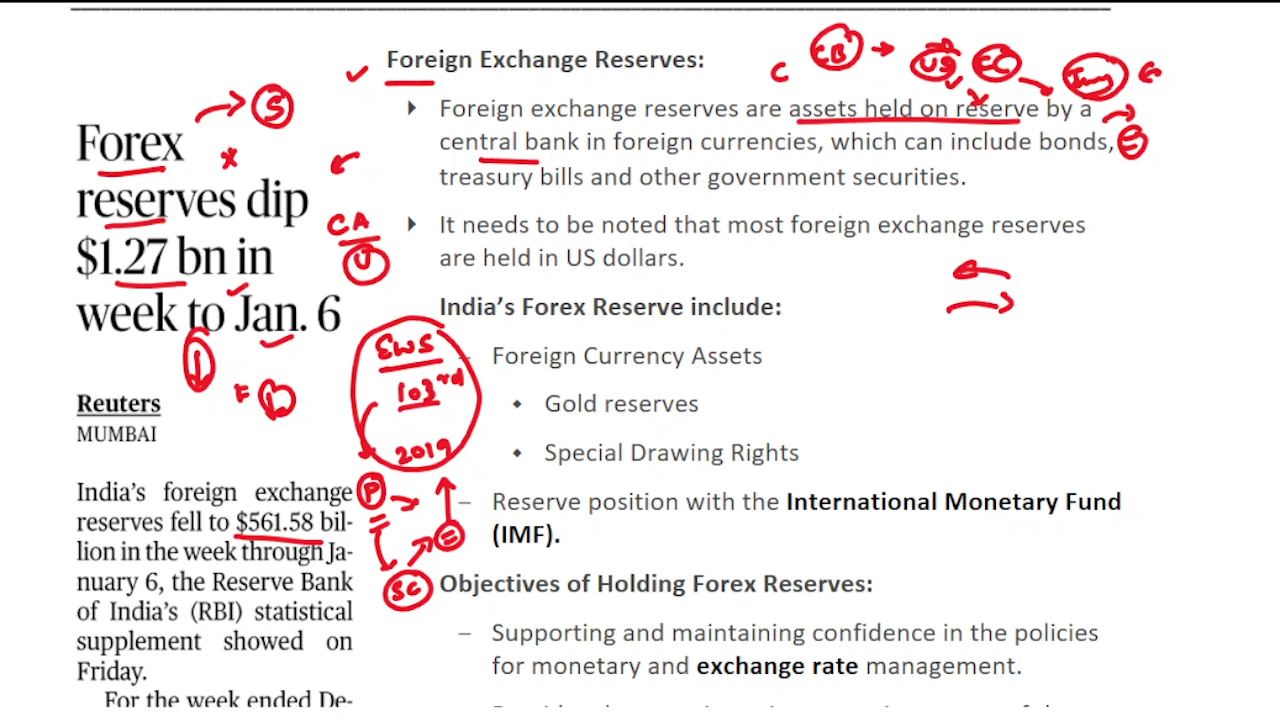 Forex
reserves dip
$1.27 bn in
week to Jan. 6
Reuters
MUMBAI
India's foreign exchange
reserves fell to $561.58 bil-
lion in the week through Ja-
nuary 6, the Reserve Bank
of India's (RBI) statistical
supplement showed on
Friday.
For the week ended De-
S
CA
U
EWS
103rd
2019
P
SC
C
CB
US
EC
Foreign Exchange Reserves:
Foreign exchange reserves are assets held on reserve by a
central bank in foreign currencies, which can include bonds,
treasury bills and other government securities.
It needs to be noted that most foreign exchange reserves
are held in US dollars.
India's Forex Reserve include:
Foreign Currency Assets
Gold reserves
Special Drawing Rights
Reserve position with the International Monetary Fund
(IMF).
Objectives of Holding Forex Reserves:
Supporting and maintaining confidence in the policies
for monetary and exchange rate management.